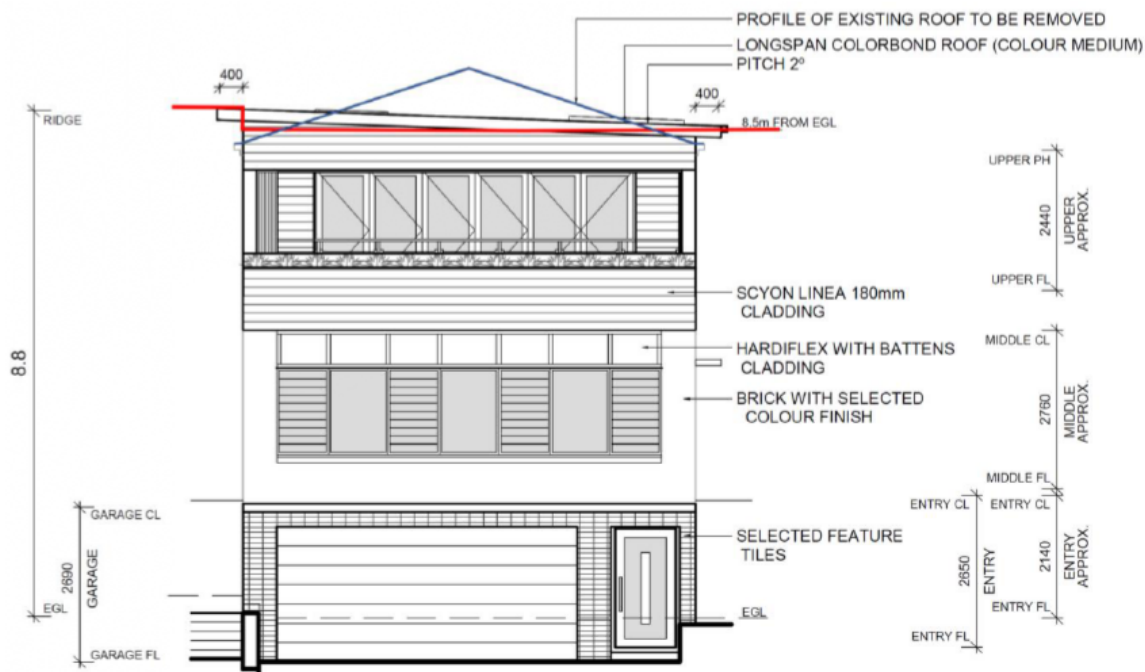 PROFILE OF EXISTING ROOF TO BE REMOVED
LONGSPAN COLORBOND ROOF (COLOUR MEDIUM)
PITCH 2º
400
400
RIDGE
8.5m FROM EGL
UPPER PH
2440
UPPER
APPROX.
UPPER FL
SCYON LINEA 180mm
CLADDING
8.8
HARDIFLEX WITH BATTENS
CLADDING
MIDDLE CL
BRICK WITH SELECTED
COLOUR FINISH
2760
MIDDLE
APPROX.
MIDDLE FL
GARAGE CL
ENTRY CL
ENTRY CL
SELECTED FEATURE
TILES
2690
GARAGE
2650
ENTRY
2140
ENTRY
APPROX.
EGL
EGL
ENTRY FL
ENTRY FL
GARAGE FL